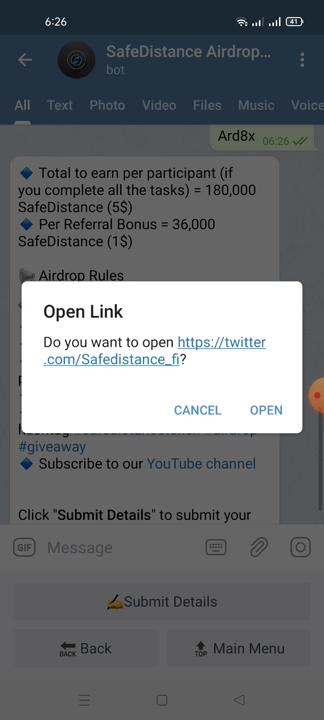 6:26
41
SafeDistance Airdrop...
bot
All Text Photo Video Files Music Voice
Ard8x 06:26
Total to earn per participant (if
you complete all the tasks) = 180,000
SafeDistance (5$)
Per Referral Bonus = 36,000
SafeDistance (1$)
Airdrop Rules
Open Link
Do you want to open https://twitter
.com/Safedistance_fi?
CANCEL OPEN
#giveaway
Subscribe to our YouTube channel
Click "Submit Details" to submit your
GIF Message
✍️Submit Details
BACK Back
TOP Main Menu